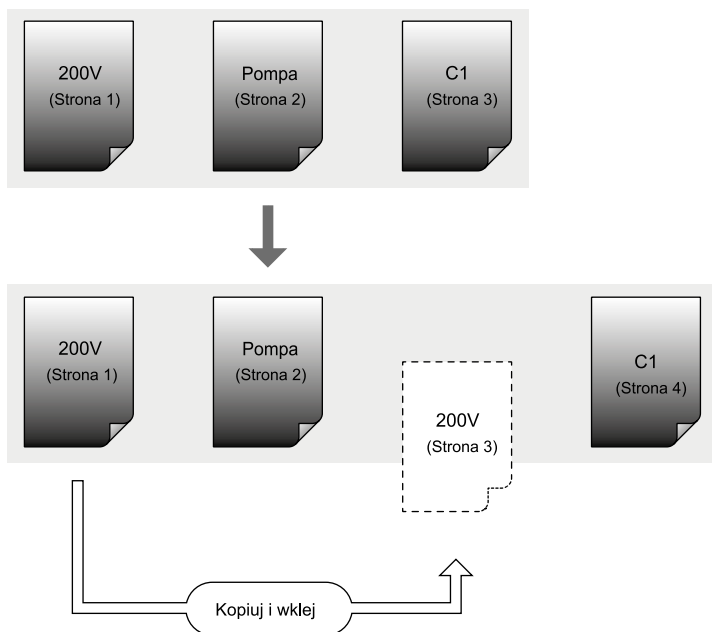 200V
(Strona 1)
Pompa
(Strona 2)
C1
(Strona 3)
200V
(Strona 1)
Pompa
(Strona 2)
200V
(Strona 3)
C1
(Strona 4)
Kopiuj i wklej